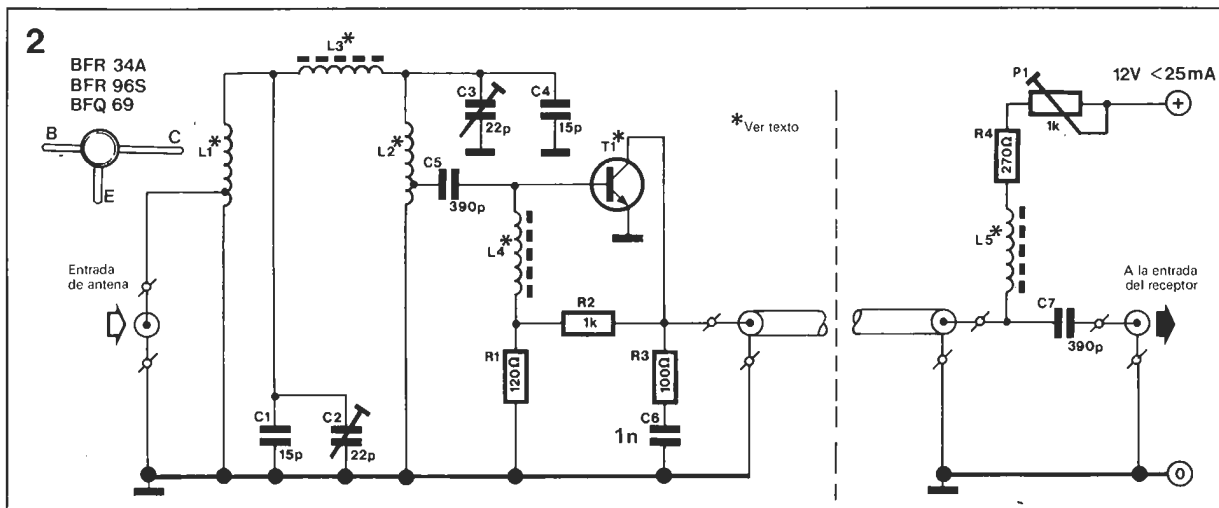 2
BFR 34A
BFR 96S
BFQ 69
B
C
E
Entrada
de antena
L1*
L3*
L2*
C1
15p
C2
22p
C3
22p
C4
15p
C5
390p
T1*
L4*
R1
120Ω
R2
1k
R3
100Ω
C6
1n
*Ver texto
P1
1k
12V <25mA
+
R4
270Ω
L5*
C7
390p
A la entrada
del receptor
0